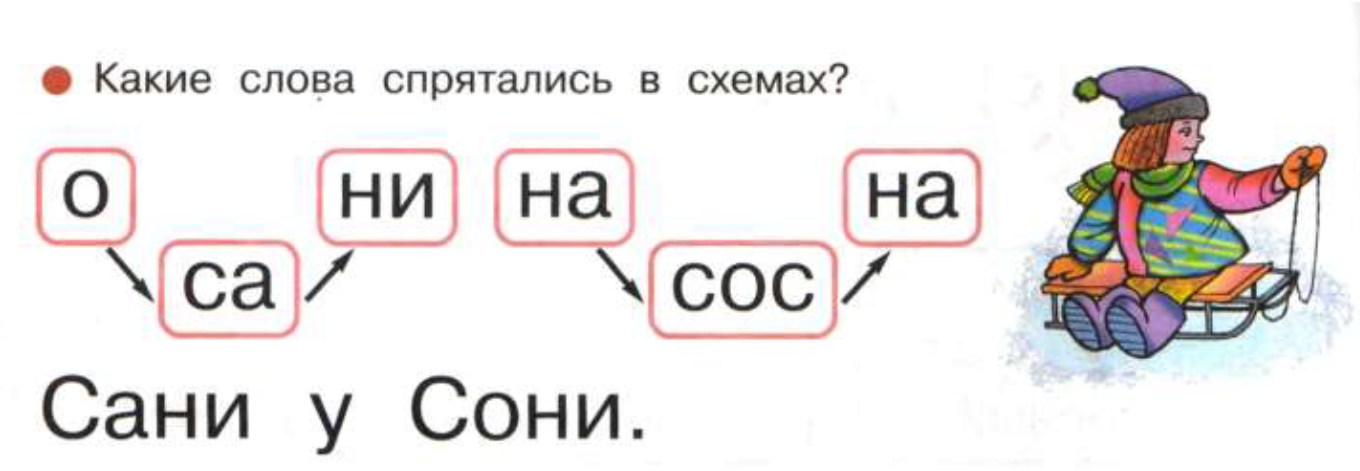 Какие слова спрятались в схемах?
о ни на на
са сос
Сани у Сони.